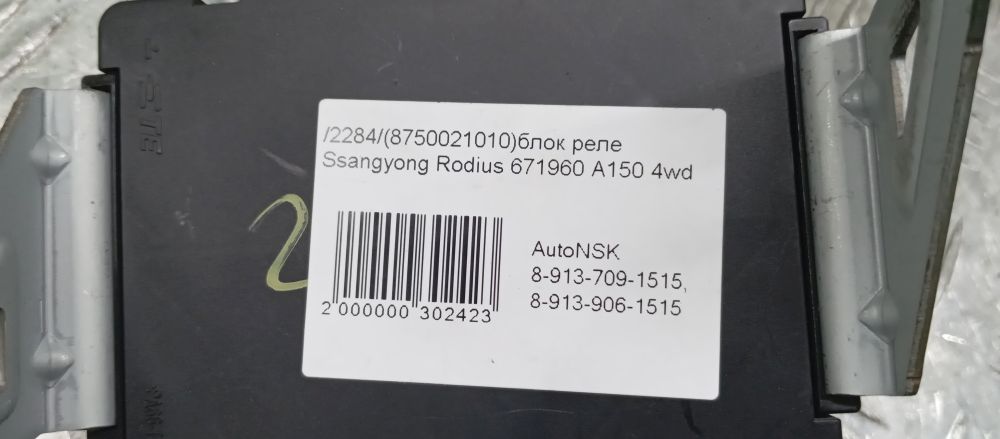 /2284/(8750021010)блок реле
Ssangyong Rodius 671960 A150 4wd
AutoNSK
8-913-709-1515,
8-913-906-1515
2 000000 302423
2